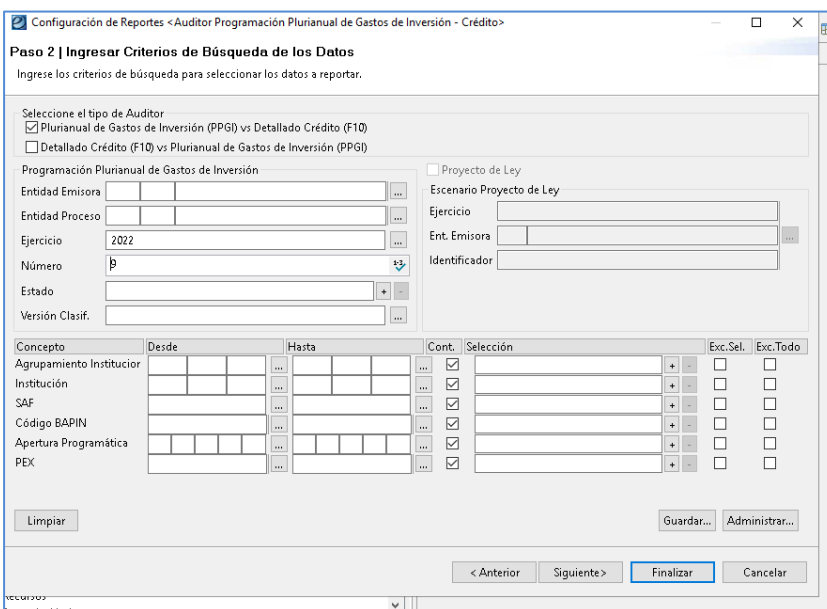 Configuración de Reportes <Auditor Programación Plurianual de Gastos de Inversión - Crédito>
Paso 2 | Ingresar Criterios de Búsqueda de los Datos
Ingrese los criterios de búsqueda para seleccionar los datos a reportar.
Seleccione el tipo de Auditor
Plurianual de Gastos de Inversión (PPGI) vs Detallado Crédito (F10)
Detallado Crédito (F10) vs Plurianual de Gastos de Inversión (PPGI)
Programación Plurianual de Gastos de Inversión
Proyecto de Ley
Entidad Emisora ...
Escenario Proyecto de Ley
Entidad Proceso ...
Ejercicio
Ejercicio 2022 ...
Ent. Emisora ...
Número 9
Identificador
Estado + -
Versión Clasif. ...
Concepto Desde Hasta Cont. Selección Exc.Sel. Exc.Todo
Agrupamiento Institucior ... ... + -
Institución ... ... + -
SAF ... ... + -
Código BAPIN ... ... + -
Apertura Programática ... ... + -
PEX ... ... + -
Limpiar Guardar... Administrar...
< Anterior Siguiente> Finalizar Cancelar